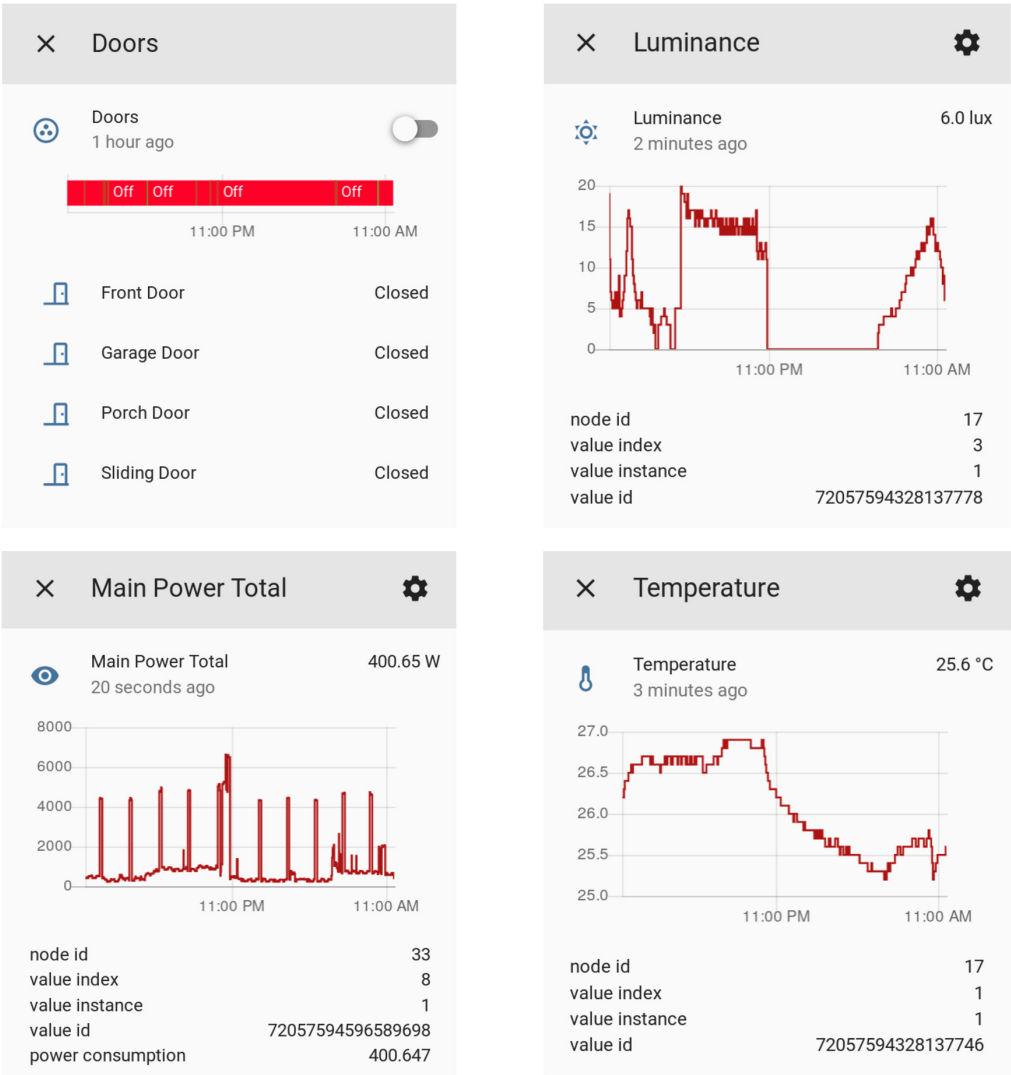 Doors
Doors
1 hour ago
Off Off Off Off
11:00 PM 11:00 AM
Front Door Closed
Garage Door Closed
Porch Door Closed
Sliding Door Closed
Luminance
Luminance 6.0 lux
2 minutes ago
20
15
10
5
0
11:00 PM 11:00 AM
node id 17
value index 3
value instance 1
value id 72057594328137778
Main Power Total
Main Power Total 400.65 W
20 seconds ago
8000
6000
4000
2000
0
11:00 PM 11:00 AM
node id 33
value index 8
value instance 1
value id 72057594596589698
power consumption 400.647
Temperature
Temperature 25.6 °C
3 minutes ago
27.0
26.5
26.0
25.5
25.0
11:00 PM 11:00 AM
node id 17
value index 1
value instance 1
value id 72057594328137746